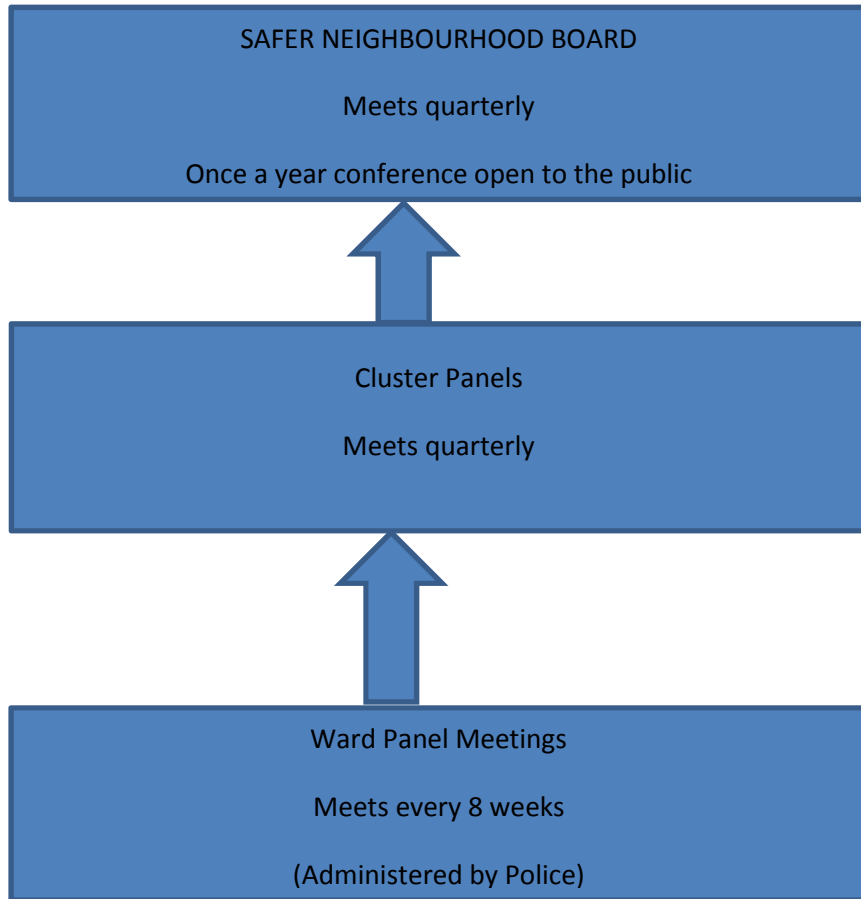 SAFER NEIGHBOURHOOD BOARD
Meets quarterly
Once a year conference open to the public
Cluster Panels
Meets quarterly
Ward Panel Meetings
Meets every 8 weeks
(Administered by Police)